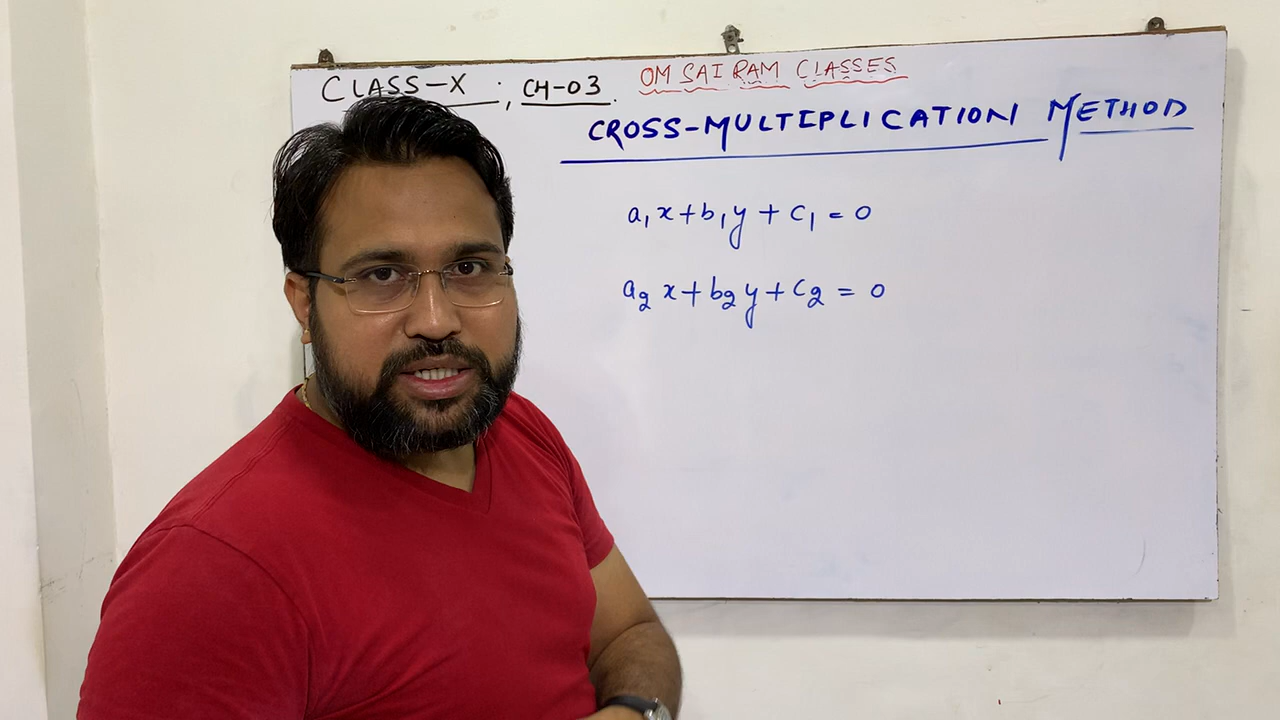 CLASS-X ; CH-03. OM SAI RAM CLASSES
CROSS-MULTIPLICATION METHOD
a₁x+b₁y+c₁=0
a₂x+b₂y+c₂=0